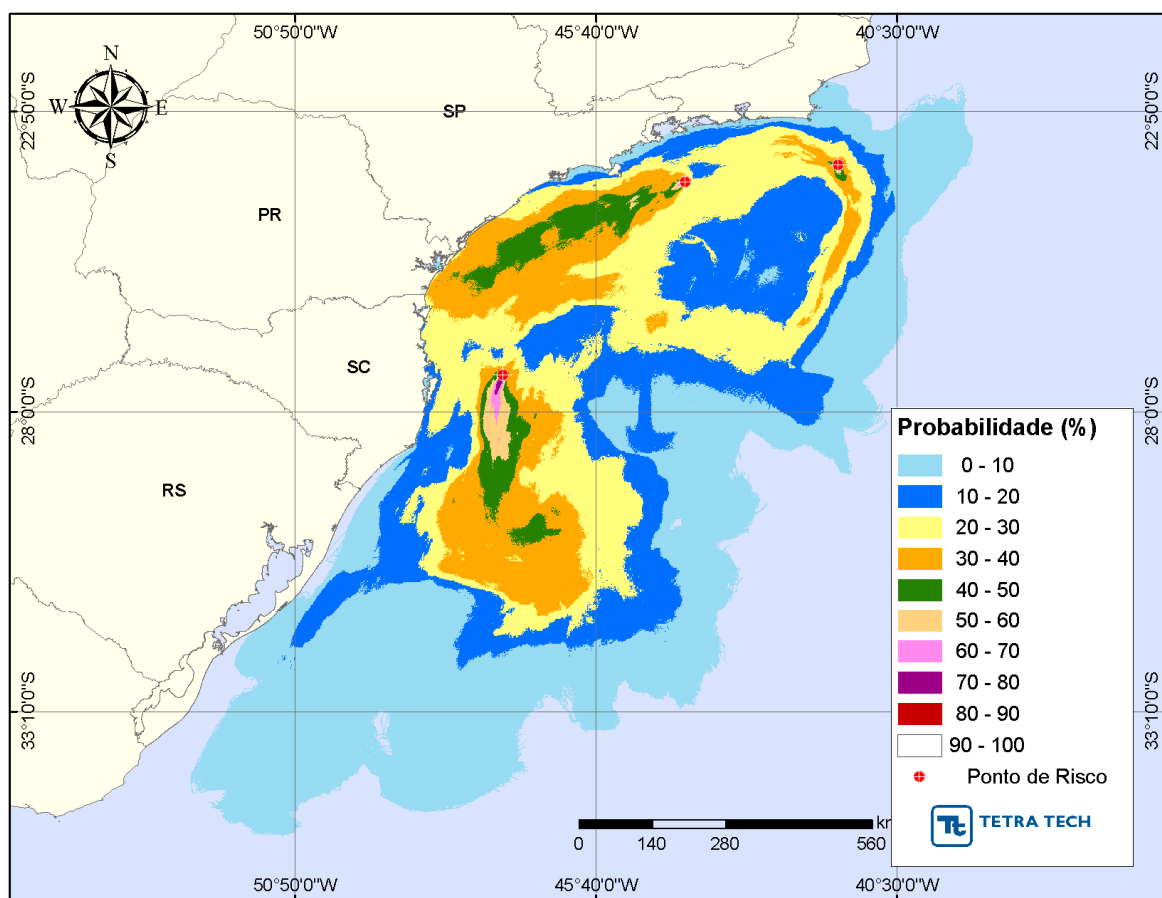 50°50'0"W 45°40'0"W 40°30'0"W
N
W E
S
22°50'0"S 22°50'0"S
SP
PR
SC
28°0'0"S 28°0'0"S
RS
33°10'0"S 33°10'0"S
Probabilidade (%)
0 - 10
10 - 20
20 - 30
30 - 40
40 - 50
50 - 60
60 - 70
70 - 80
80 - 90
90 - 100
Ponto de Risco
Tt TETRA TECH
km
0 140 280 560
50°50'0"W 45°40'0"W 40°30'0"W